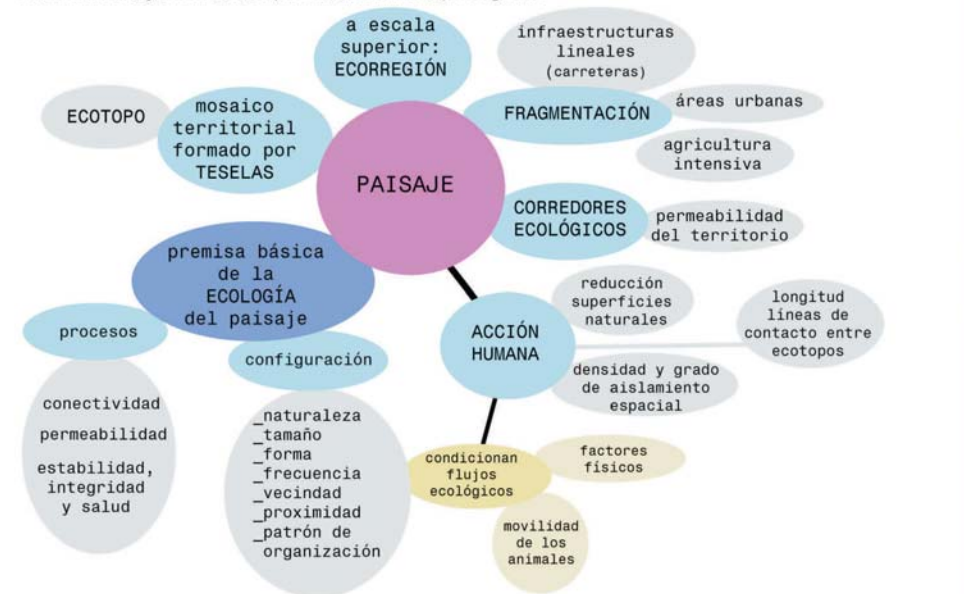 a escala
superior:
ECORREGIÓN
infraestructuras
lineales
(carreteras)
FRAGMENTACIÓN
áreas urbanas
agricultura
intensiva
ECOTOPO
mosaico
territorial
formado por
TESELAS
PAISAJE
CORREDORES
ECOLÓGICOS
permeabilidad
del territorio
premisa básica
de la
ECOLOGÍA
del paisaje
procesos
conectividad
permeabilidad
estabilidad,
integridad
y salud
configuración
_naturaleza
_tamaño
_forma
_frecuencia
_vecindad
_proximidad
_patrón de
organización
ACCIÓN
HUMANA
reducción
superficies
naturales
longitud
lineas de
contacto entre
ecotopos
densidad y grado
de aislamiento
espacial
condicionan
flujos
ecológicos
factores
físicos
movilidad
de los
animales